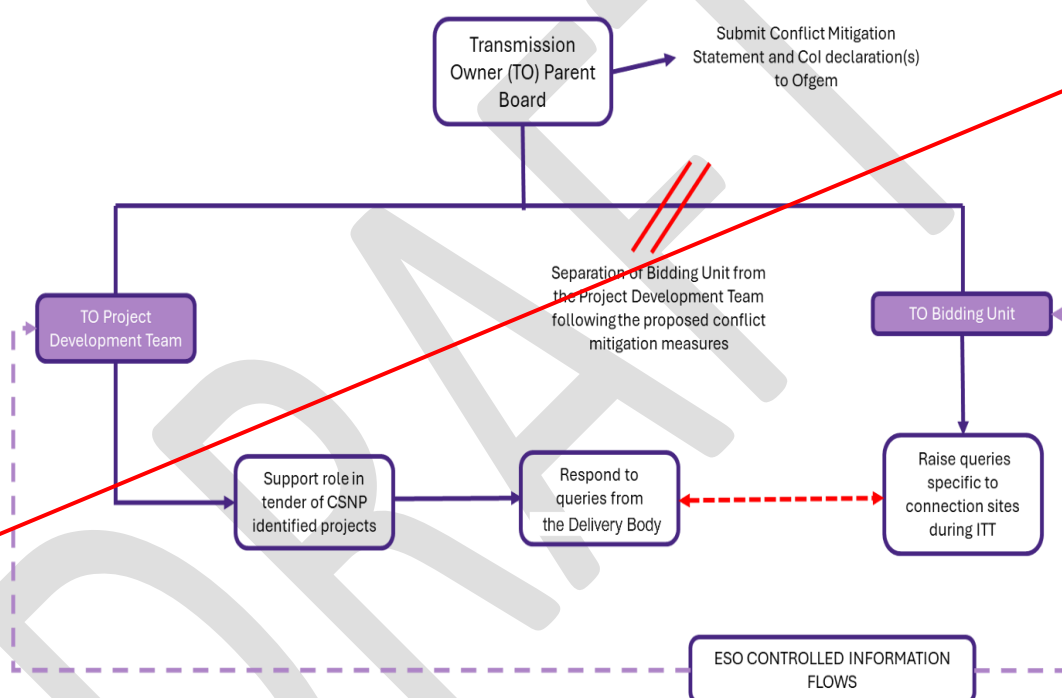 Transmission
Owner (TO) Parent
Board
Submit Conflict Mitigation
Statement and CoI declaration(s)
to Ofgem
Separation of Bidding Unit from
the Project Development Team
following the proposed conflict
mitigation measures
TO Project
Development Team
TO Bidding Unit
Support role in
tender of CSNP
identified projects
Respond to
queries from
the Delivery Body
Raise queries
specific to
connection sites
during ITT
ESO CONTROLLED INFORMATION
FLOWS
DRAFT